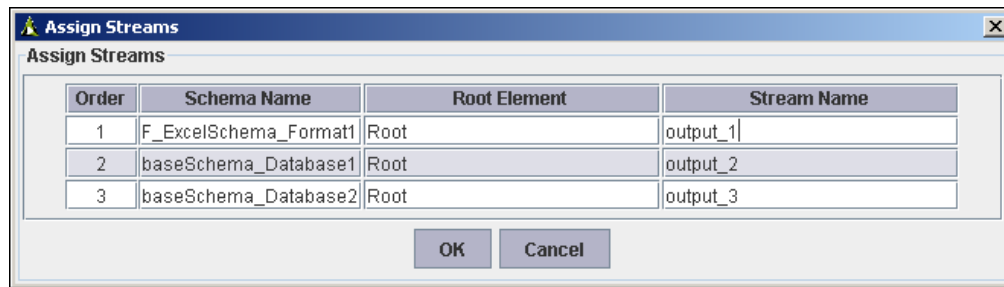 Assign Streams
Assign Streams
Order Schema Name Root Element Stream Name
1 F_ExcelSchema_Format1 Root output_1
2 baseSchema_Database1 Root output_2
3 baseSchema_Database2 Root output_3
OK Cancel